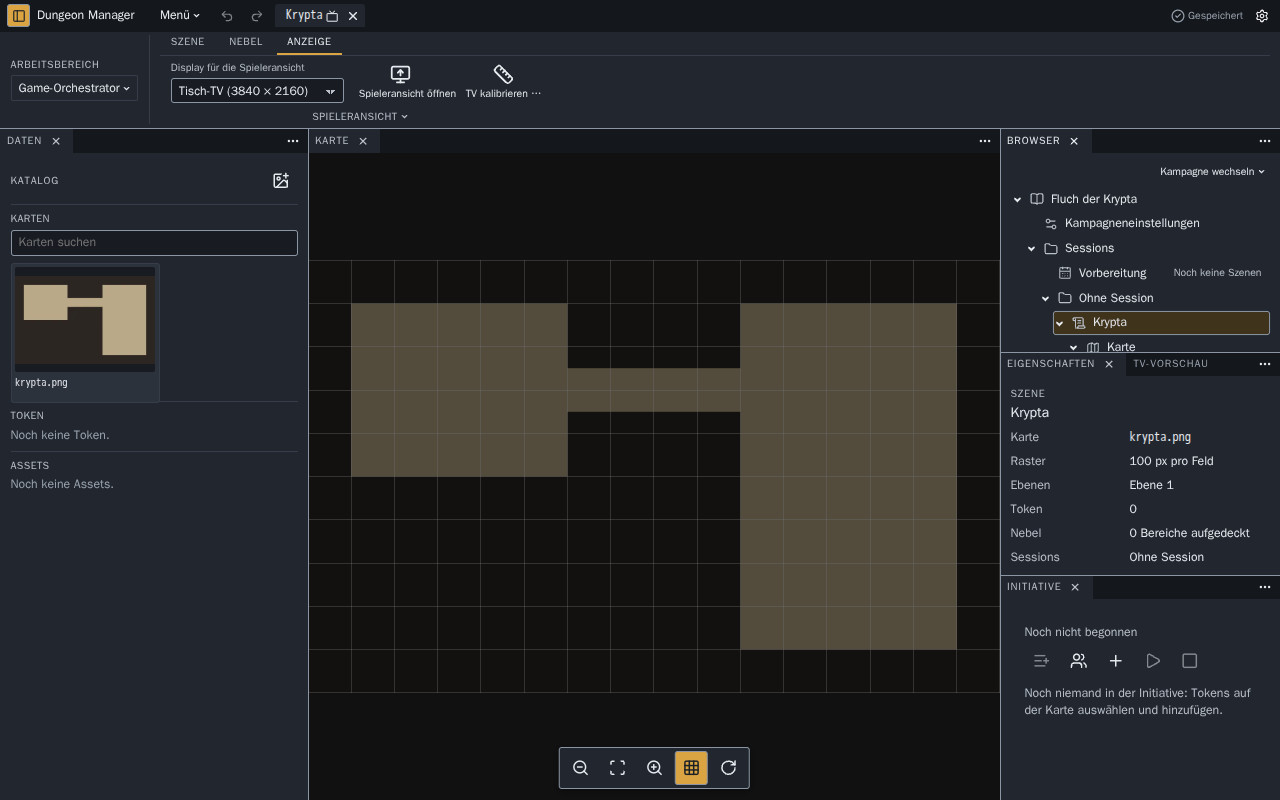 Dungeon Manager
Menü
Krypta
Gespeichert
ARBEITSBEREICH
Game-Orchestrator
SZENE
NEBEL
ANZEIGE
Display für die Spieleransicht
Tisch-TV (3840 × 2160)
Spieleransicht öffnen
TV kalibrieren ···
SPIELERANSICHT
DATEN
KATALOG
KARTEN
Karten suchen
krypta.png
TOKEN
Noch keine Token.
ASSETS
Noch keine Assets.
KARTE
BROWSER
Kampagne wechseln
Fluch der Krypta
Kampagneneinstellungen
Sessions
Vorbereitung Noch keine Szenen
Ohne Session
Krypta
Karte
EIGENSCHAFTEN
TV-VORSCHAU
SZENE
Krypta
Karte krypta.png
Raster 100 px pro Feld
Ebenen Ebene 1
Token 0
Nebel 0 Bereiche aufgedeckt
Sessions Ohne Session
INITIATIVE
Noch nicht begonnen
Noch niemand in der Initiative: Tokens auf
der Karte auswählen und hinzufügen.